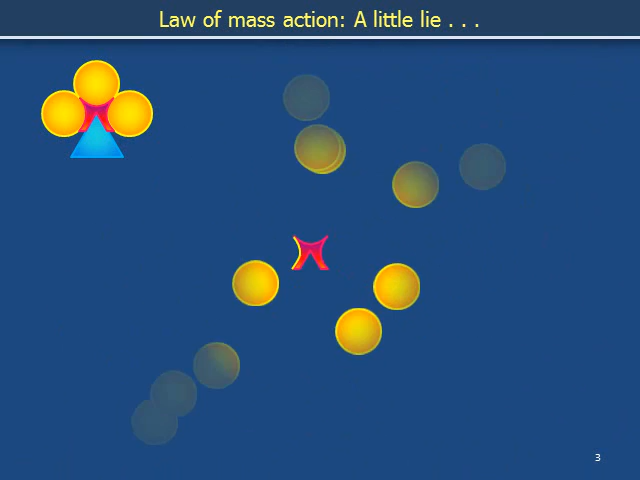 Law of mass action: A little lie . . .
3